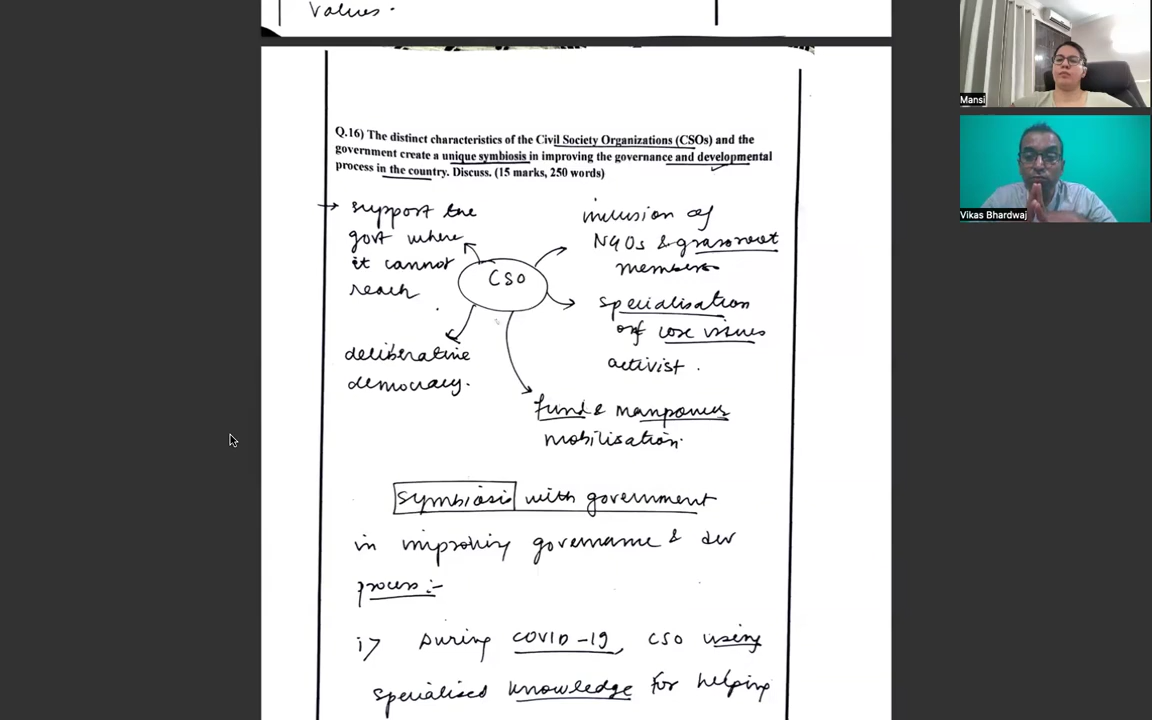 values.
Q.16) The distinct characteristics of the Civil Society Organizations (CSOs) and the
government create a unique symbiosis in improving the governance and developmental
process in the country. Discuss. (15 marks, 250 words)
→ support the
govt where
it cannot
reach
CSO
inclusion of
NGOs & grassroot
members
specialisation
of core issues
activist.
deliberative
democracy.
fund & manpower
mobilisation.
symbiosis with government
in improving governance & dev
process :-
i) During COVID-19, CSO using
specialised knowledge for helping
Mansi
Vikas Bhardwaj